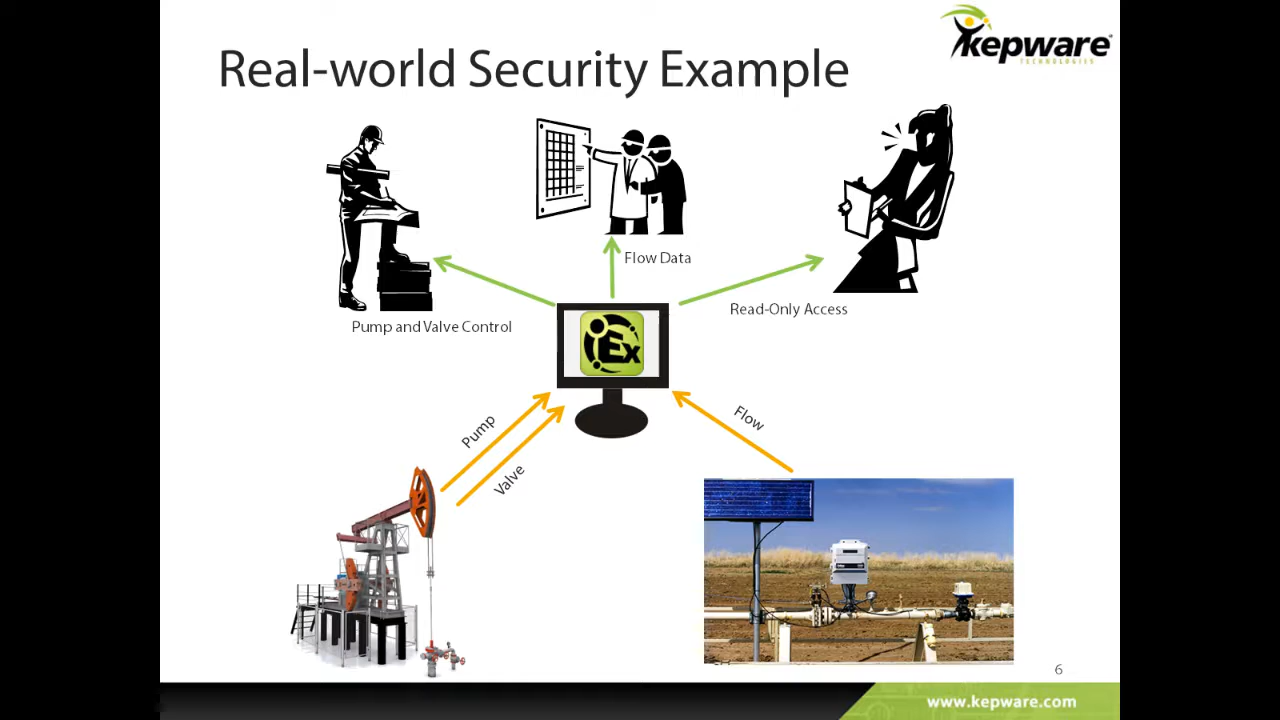 kepware
TECHNOLOGIES
Real-world Security Example
Flow Data
Read-Only Access
Pump and Valve Control
Ex
Pump
Valve
Flow
6
www.kepware.com